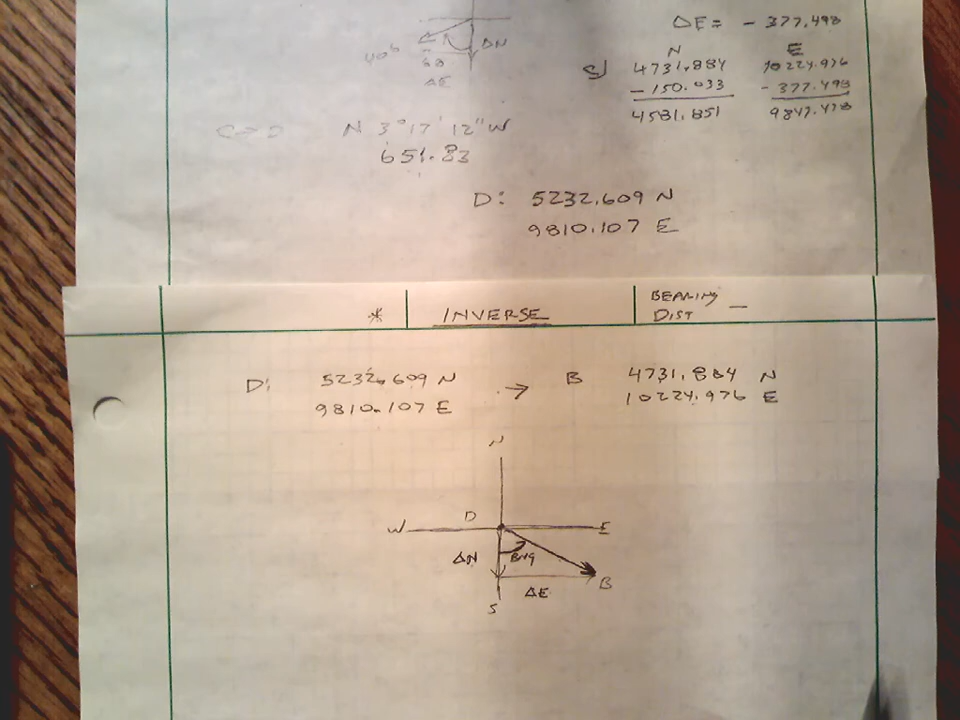 ΔE = - 377.498
ΔN
ΔE
N E
4731.884 10224.976
- 150.033 - 377.498
4581.851 9847.478
N 3°17'12" W
651.83
D: 5232.609 N
9810.107 E
* INVERSE BEARING
DIST
D: 5232.609 N → B 4731.884 N
9810.107 E 10224.976 E
N
W D E
ΔN BRG
B
ΔE
S